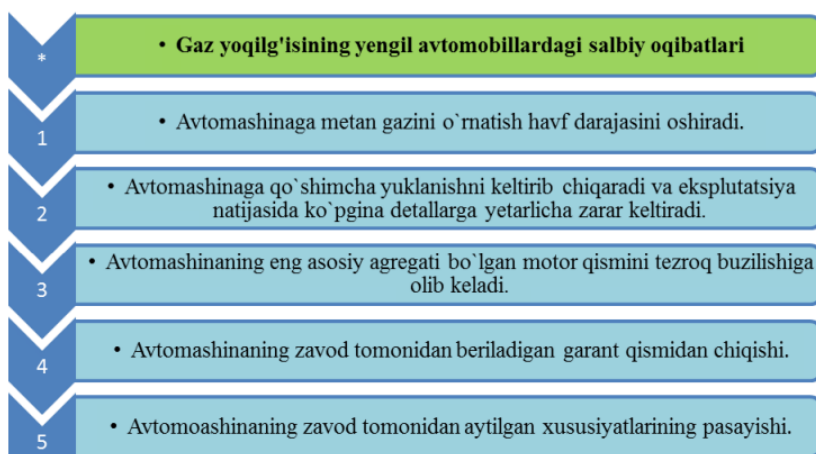 *
• Gaz yoqilg'isining yengil avtomobillardagi salbiy oqibatlari
1
• Avtomashinaga metan gazini o`rnatish havf darajasini oshiradi.
2
• Avtomashinaga qo`shimcha yuklanishni keltirib chiqaradi va eksplutatsiya
natijasida ko`pgina detallarga yetarlicha zarar keltiradi.
3
• Avtomashinaning eng asosiy agregati bo`lgan motor qismini tezroq buzilishiga
olib keladi.
4
• Avtomashinaning zavod tomonidan beriladigan garant qismidan chiqishi.
5
• Avtomoashinaning zavod tomonidan aytilgan xususiyatlarining pasayishi.